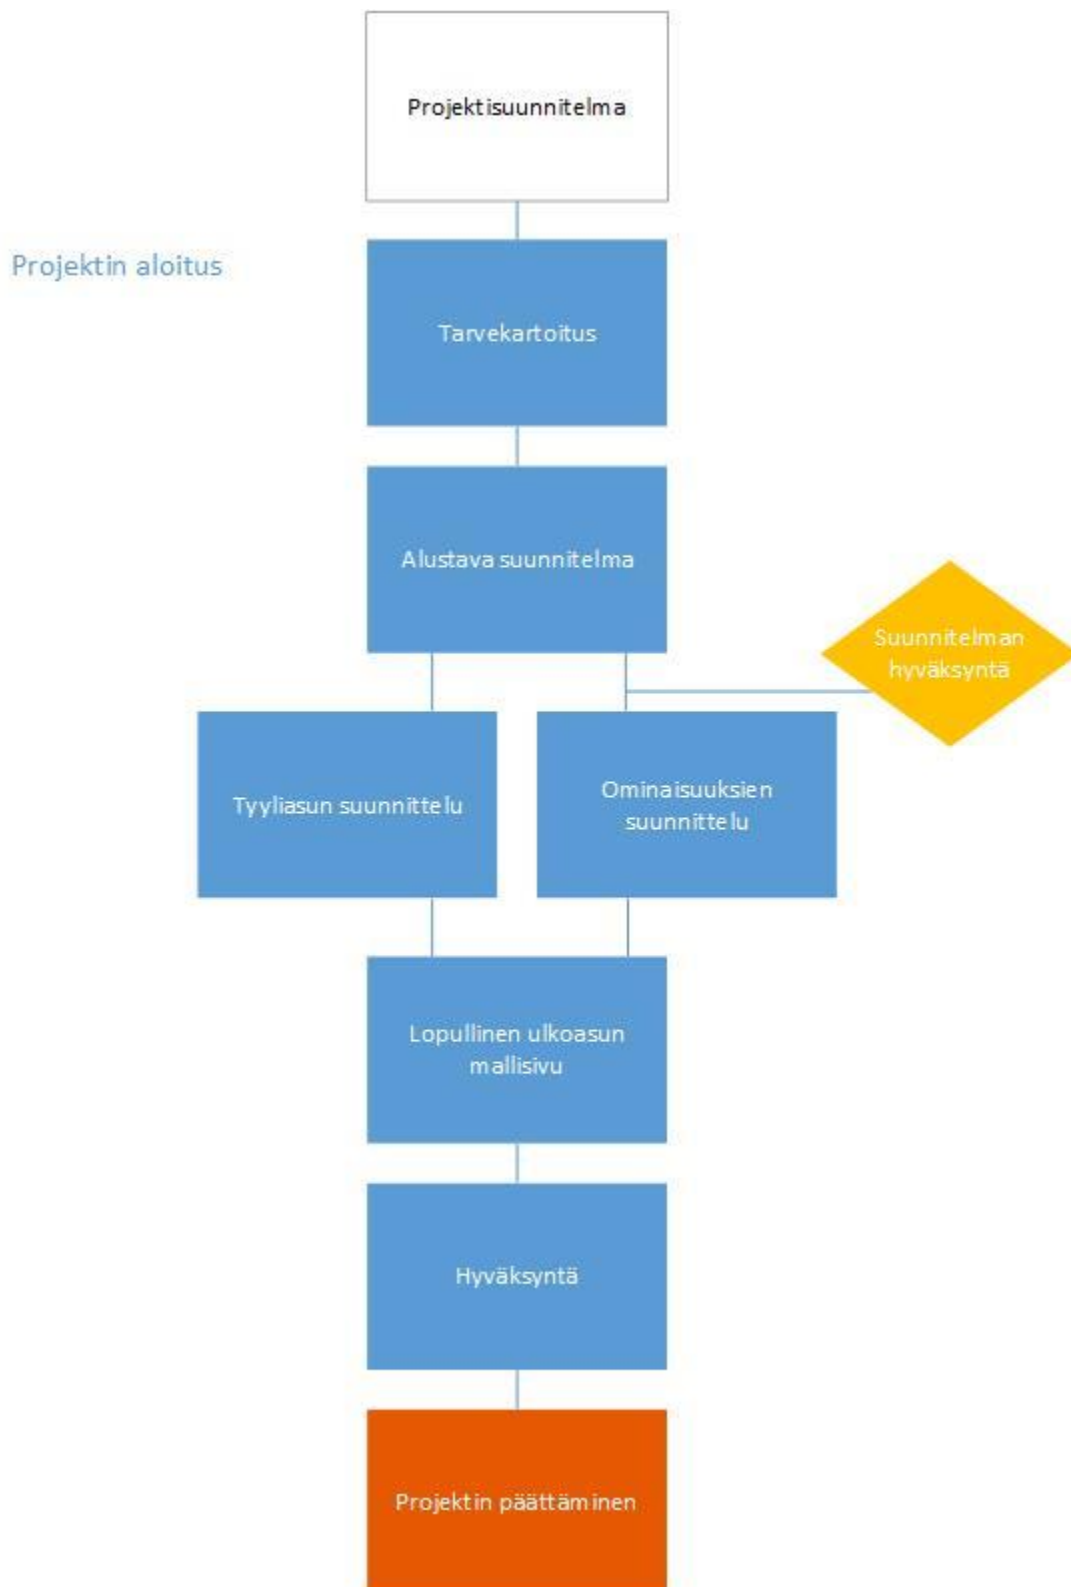 Projektisuunnitelma
Projektin aloitus
Tarvekartoitus
Alustava suunnitelma
Suunnitelman
hyväksyntä
Tyyliasun suunnittelu
Ominaisuuksien
suunnittelu
Lopullinen ulkoasun
mallisivu
Hyväksyntä
Projektin päättäminen